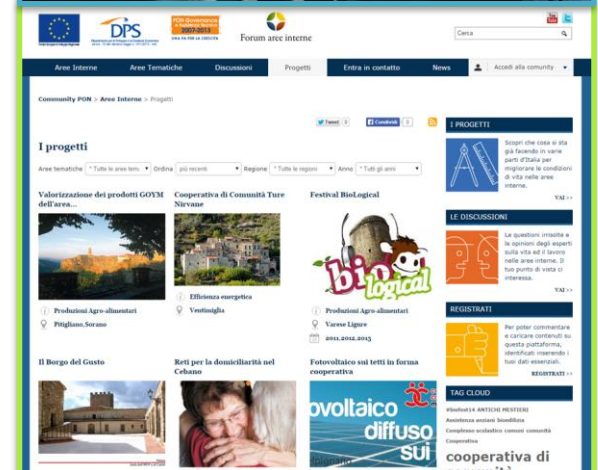 DPS
PON Governance
2007-2013
Forum aree interne
Cerca
Aree Interne
Aree Tematiche
Discussioni
Progetti
Entra in contatto
News
Accedi alla comunity
Community PON > Aree Interne > Progetti
Tweet
Condividi
I progetti
Aree tematiche * Tutte le aree tem. Ordina più recenti Regione * Tutte le regioni Anno * Tutti gli anni
Valorizzazione dei prodotti GOYM
dell'area...
Produzioni Agro-alimentari
Pitigliano, Sorano
Cooperativa di Comunità Ture
Nirvane
Efficienza energetica
Ventimiglia
Festival BioLogical
bio
logical
Produzioni Agro-alimentari
Varese Ligure
2011,2012,2013
Il Borgo del Gusto
Reti per la domiciliarità nel
Cebano
Fotovoltaico sui tetti in forma
cooperativa
ovoltaico
diffuso
sui
I PROGETTI
Scopri che cosa si sta
già facendo in varie
parti d'Italia per
migliorare le condizioni
di vita nelle aree
interne.
VAI >>
LE DISCUSSIONI
Le questioni irrisolte e
le opinioni degli esperti
sulla vita ed il lavoro
nelle aree interne. Il
tuo punto di vista ci
interessa.
VAI >>
REGISTRATI
Per poter commentare
e caricare contenuti su
questa piattaforma,
identificati inserendo i
tuoi dati essenziali.
REGISTRATI >>
TAG CLOUD
#biofest14 ANTICHI MESTIERI
Assistenza anziani bioedilizia
Complesso scolastico comuni comunità
Cooperativa
cooperativa di